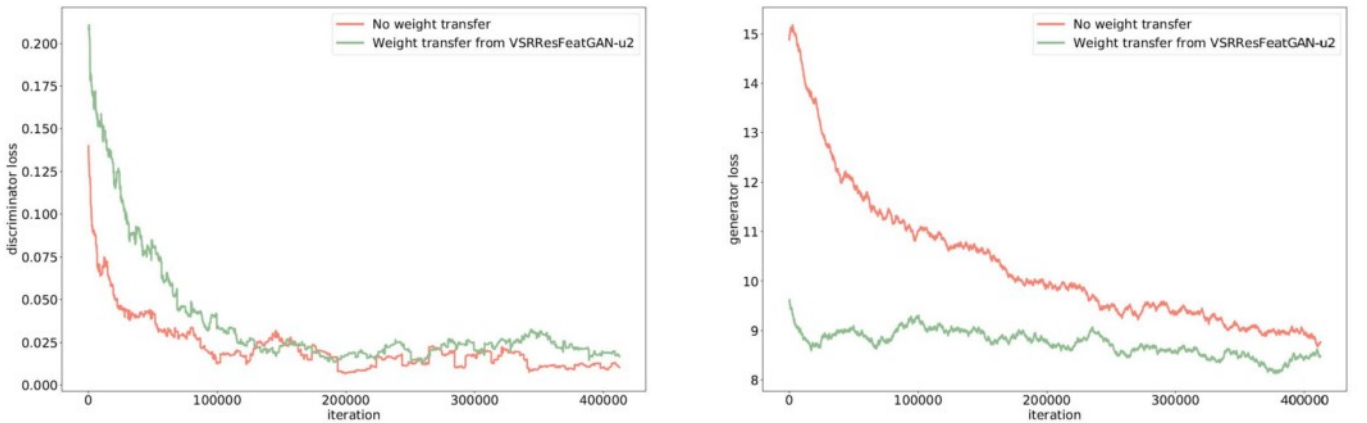 No weight transfer
Weight transfer from VSRResFeatGAN-u2
0.200
0.175
0.150
0.125
0.100
0.075
0.050
0.025
0.000
discriminator loss
0 100000 200000 300000 400000
iteration
No weight transfer
Weight transfer from VSRResFeatGAN-u2
15
14
13
12
11
10
9
8
generator loss
0 100000 200000 300000 400000
iteration